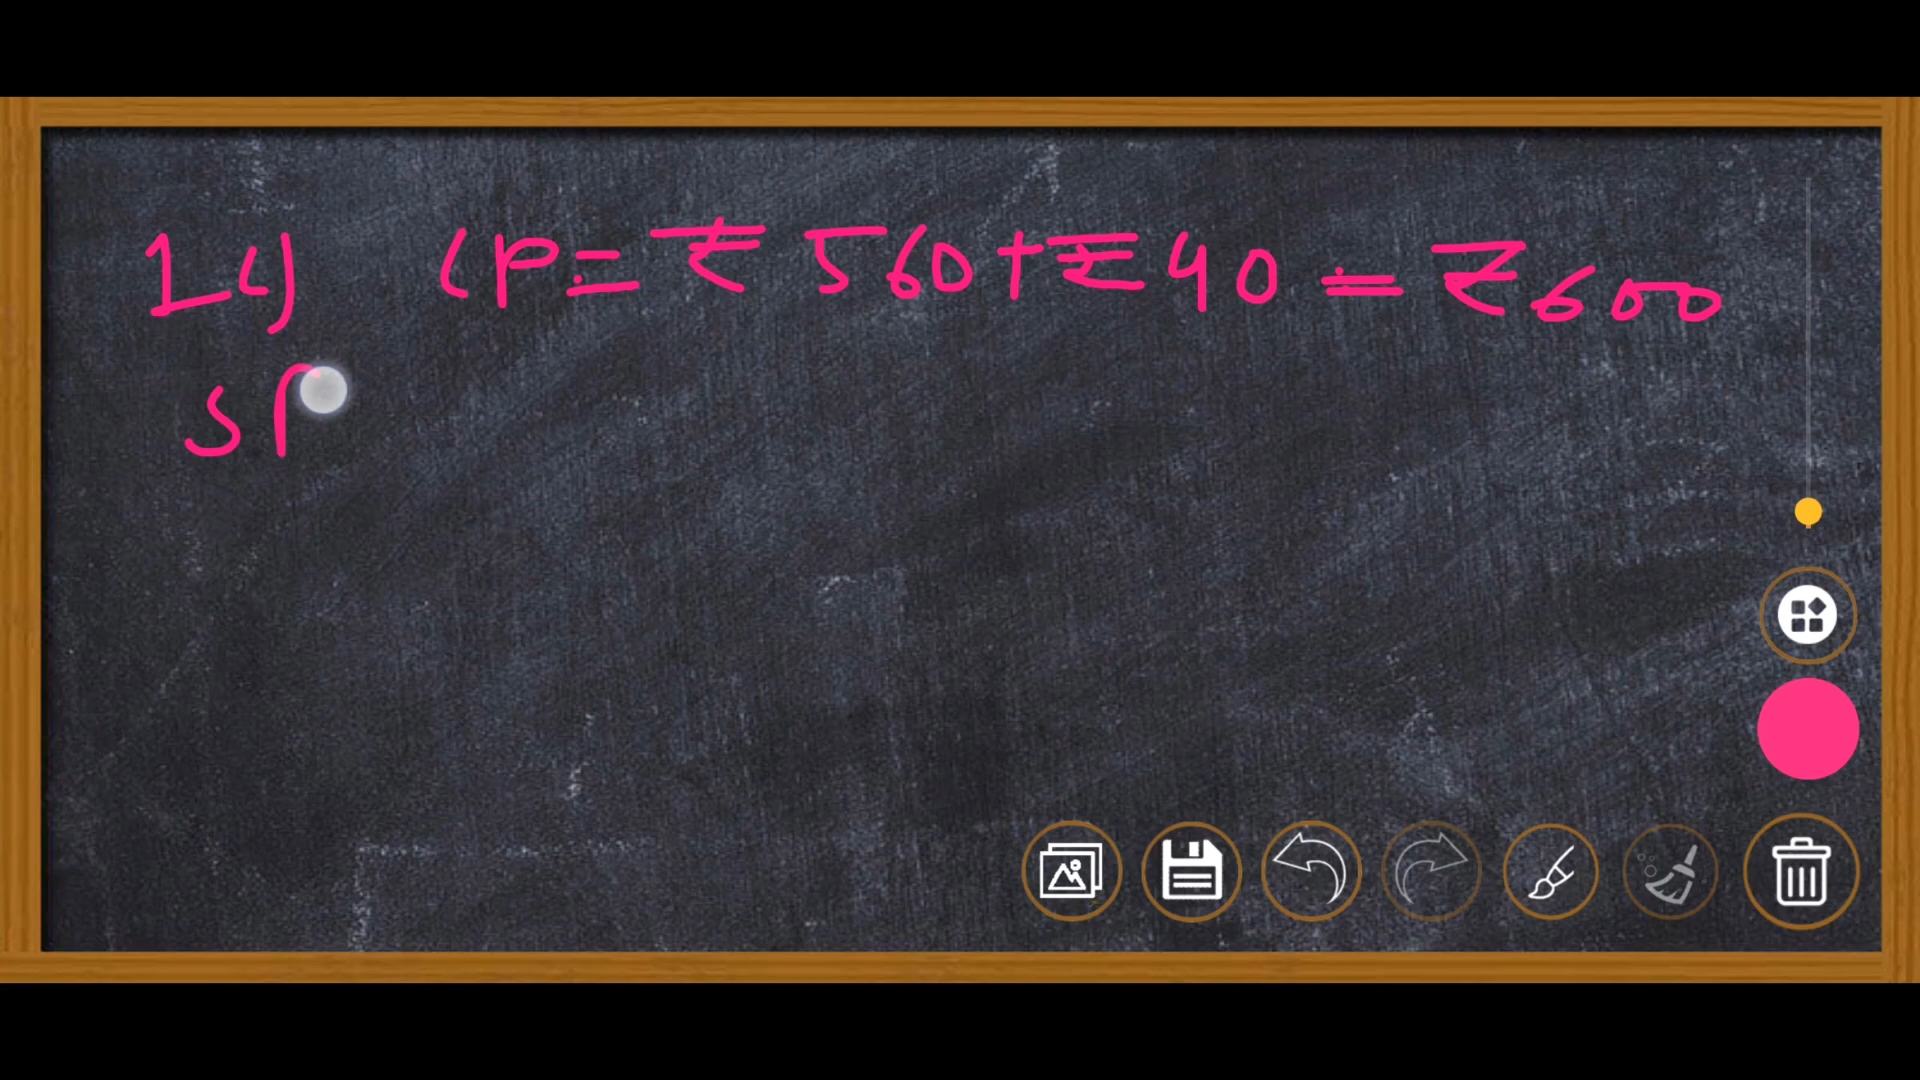 14) CP = ₹ 560 + ₹ 40 = ₹ 600
SP